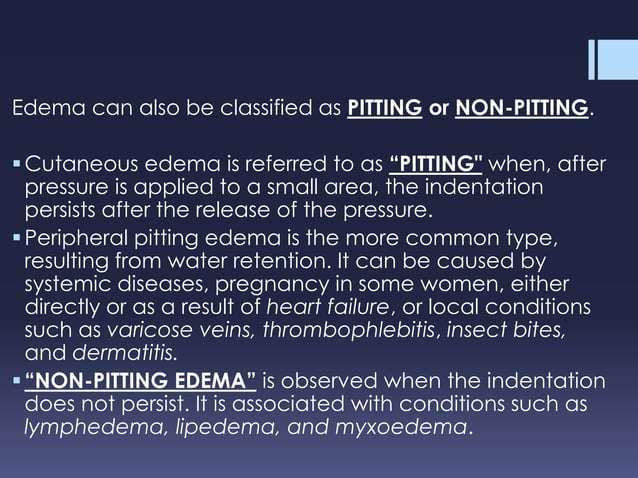 Edema can also be classified as PITTING or NON-PITTING.
▪Cutaneous edema is referred to as “PITTING" when, after
pressure is applied to a small area, the indentation
persists after the release of the pressure.
▪Peripheral pitting edema is the more common type,
resulting from water retention. It can be caused by
systemic diseases, pregnancy in some women, either
directly or as a result of heart failure, or local conditions
such as varicose veins, thrombophlebitis, insect bites,
and dermatitis.
▪“NON-PITTING EDEMA” is observed when the indentation
does not persist. It is associated with conditions such as
lymphedema, lipedema, and myxoedema.